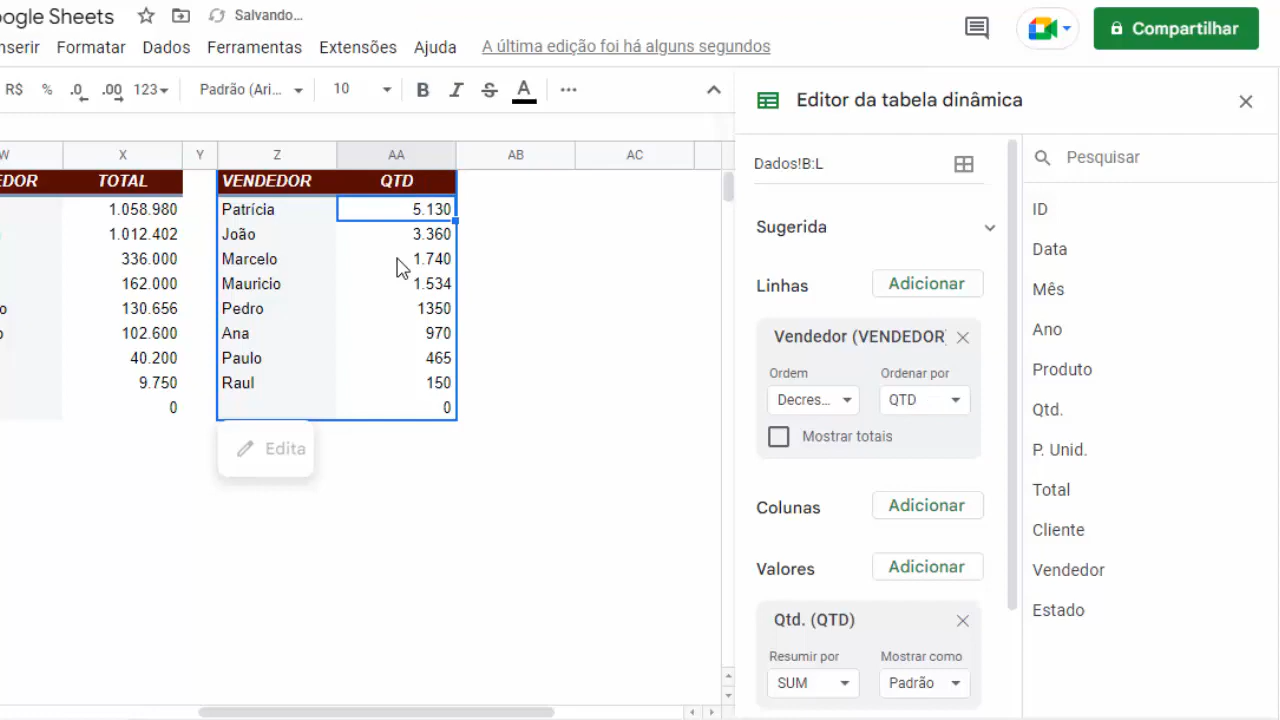 oogle Sheets Salvando...
nserir Formatar Dados Ferramentas Extensões Ajuda A última edição foi há alguns segundos
Compartilhar
R$ % .0 .00 123 Padrão (Ari... 10 B I S A
Editor da tabela dinâmica
W X Y Z AA AB AC
EDOR TOTAL VENDEDOR QTD
1.058.980 Patrícia 5.130
1.012.402 João 3.360
336.000 Marcelo 1.740
162.000 Mauricio 1.534
o 130.656 Pedro 1350
o 102.600 Ana 970
40.200 Paulo 465
9.750 Raul 150
0 0
Edita
Dados!B:L
Sugerida
Linhas Adicionar
Vendedor (VENDEDOR
Ordem Ordenar por
Decres... QTD
Mostrar totais
Colunas Adicionar
Valores Adicionar
Qtd. (QTD)
Resumir por Mostrar como
SUM Padrão
Pesquisar
ID
Data
Mês
Ano
Produto
Qtd.
P. Unid.
Total
Cliente
Vendedor
Estado